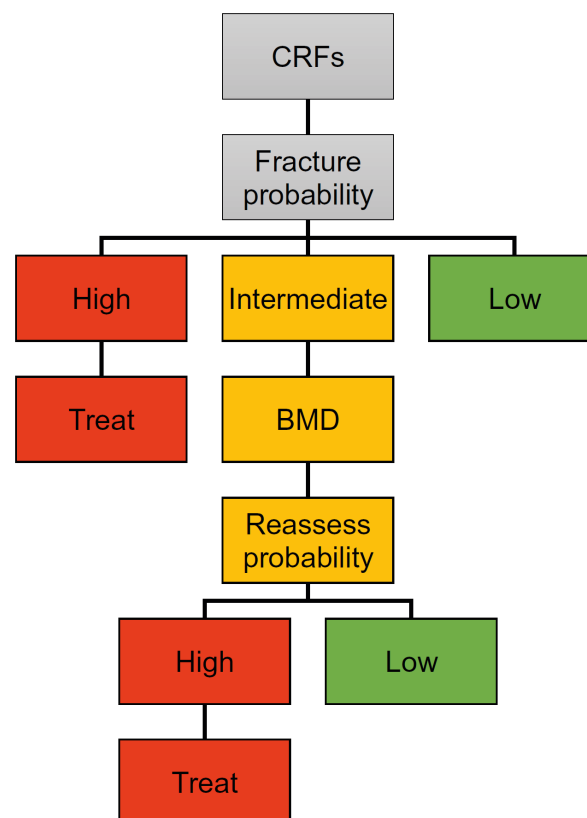 CRFs
Fracture
probability
High
Intermediate
Low
Treat
BMD
Reassess
probability
High
Low
Treat